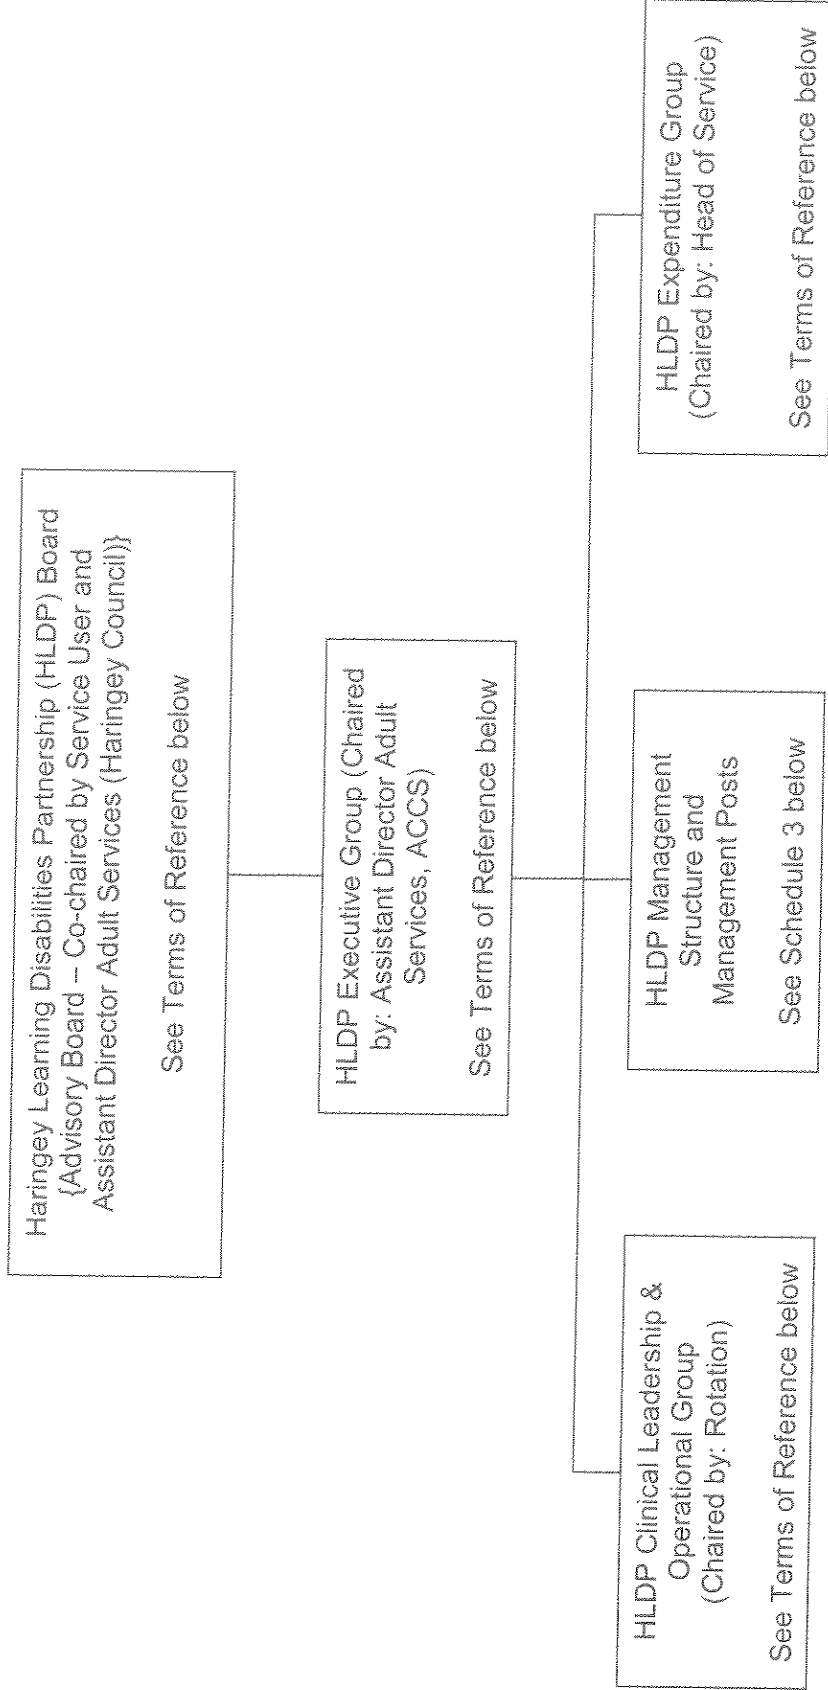 Haringey Learning Disabilities Partnership (HLDP) Board
{Advisory Board – Co-chaired by Service User and
Assistant Director Adult Services (Haringey Council)}
See Terms of Reference below
HLDP Executive Group (Chaired
by: Assistant Director Adult
Services, ACCS)
See Terms of Reference below
HLDP Clinical Leadership &
Operational Group
(Chaired by: Rotation)
See Terms of Reference below
HLDP Management
Structure and
Management Posts
See Schedule 3 below
HLDP Expenditure Group
(Chaired by: Head of Service)
See Terms of Reference below